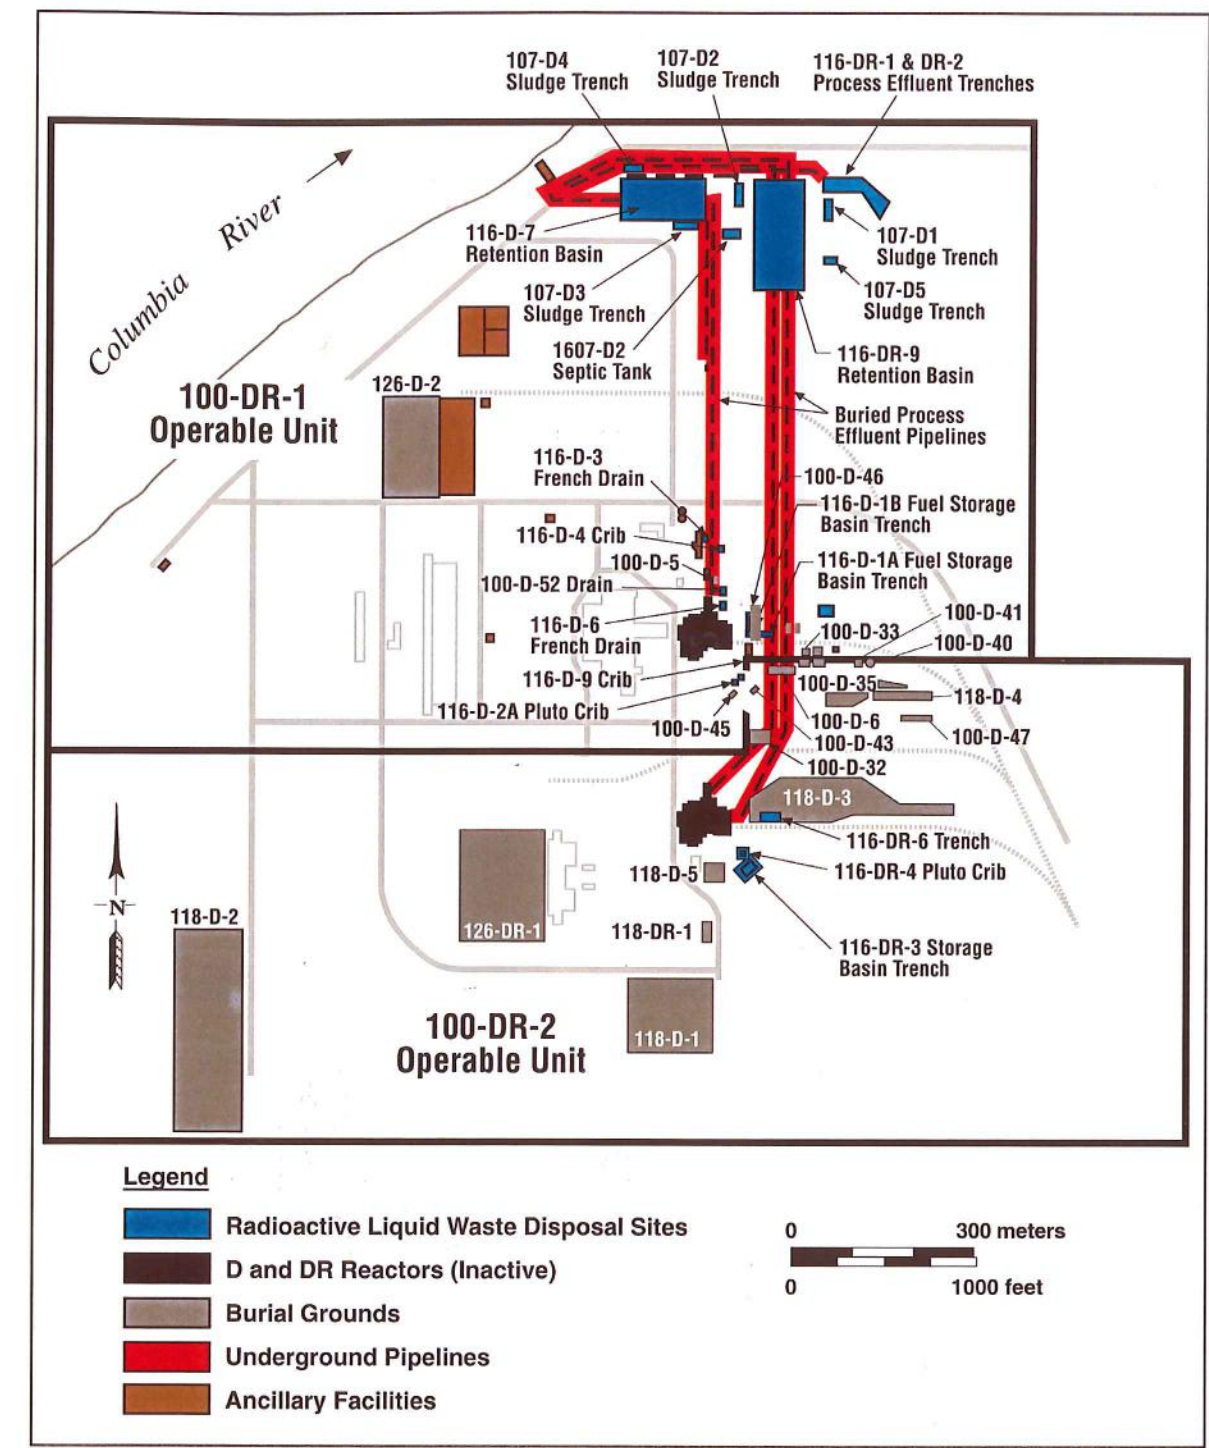 107-D4
Sludge Trench
107-D2
Sludge Trench
116-DR-1 & DR-2
Process Effluent Trenches
Columbia
River
116-D-7
Retention Basin
107-D1
Sludge Trench
107-D3
Sludge Trench
107-D5
Sludge Trench
1607-D2
Septic Tank
116-DR-9
Retention Basin
100-DR-1
Operable Unit
126-D-2
Buried Process
Effluent Pipelines
116-D-3
French Drain
100-D-46
116-D-1B Fuel Storage
Basin Trench
116-D-4 Crib
100-D-5
116-D-1A Fuel Storage
Basin Trench
100-D-52 Drain
100-D-41
116-D-6
French Drain
100-D-33
100-D-40
116-D-9 Crib
100-D-35
118-D-4
116-D-2A Pluto Crib
100-D-45
100-D-6
100-D-47
100-D-43
100-D-32
118-D-3
116-DR-6 Trench
118-D-5
116-DR-4 Pluto Crib
N
118-D-2
126-DR-1
118-DR-1
116-DR-3 Storage
Basin Trench
100-DR-2
Operable Unit
118-D-1
Legend
Radioactive Liquid Waste Disposal Sites
D and DR Reactors (Inactive)
Burial Grounds
Underground Pipelines
Ancillary Facilities
0 300 meters
0 1000 feet